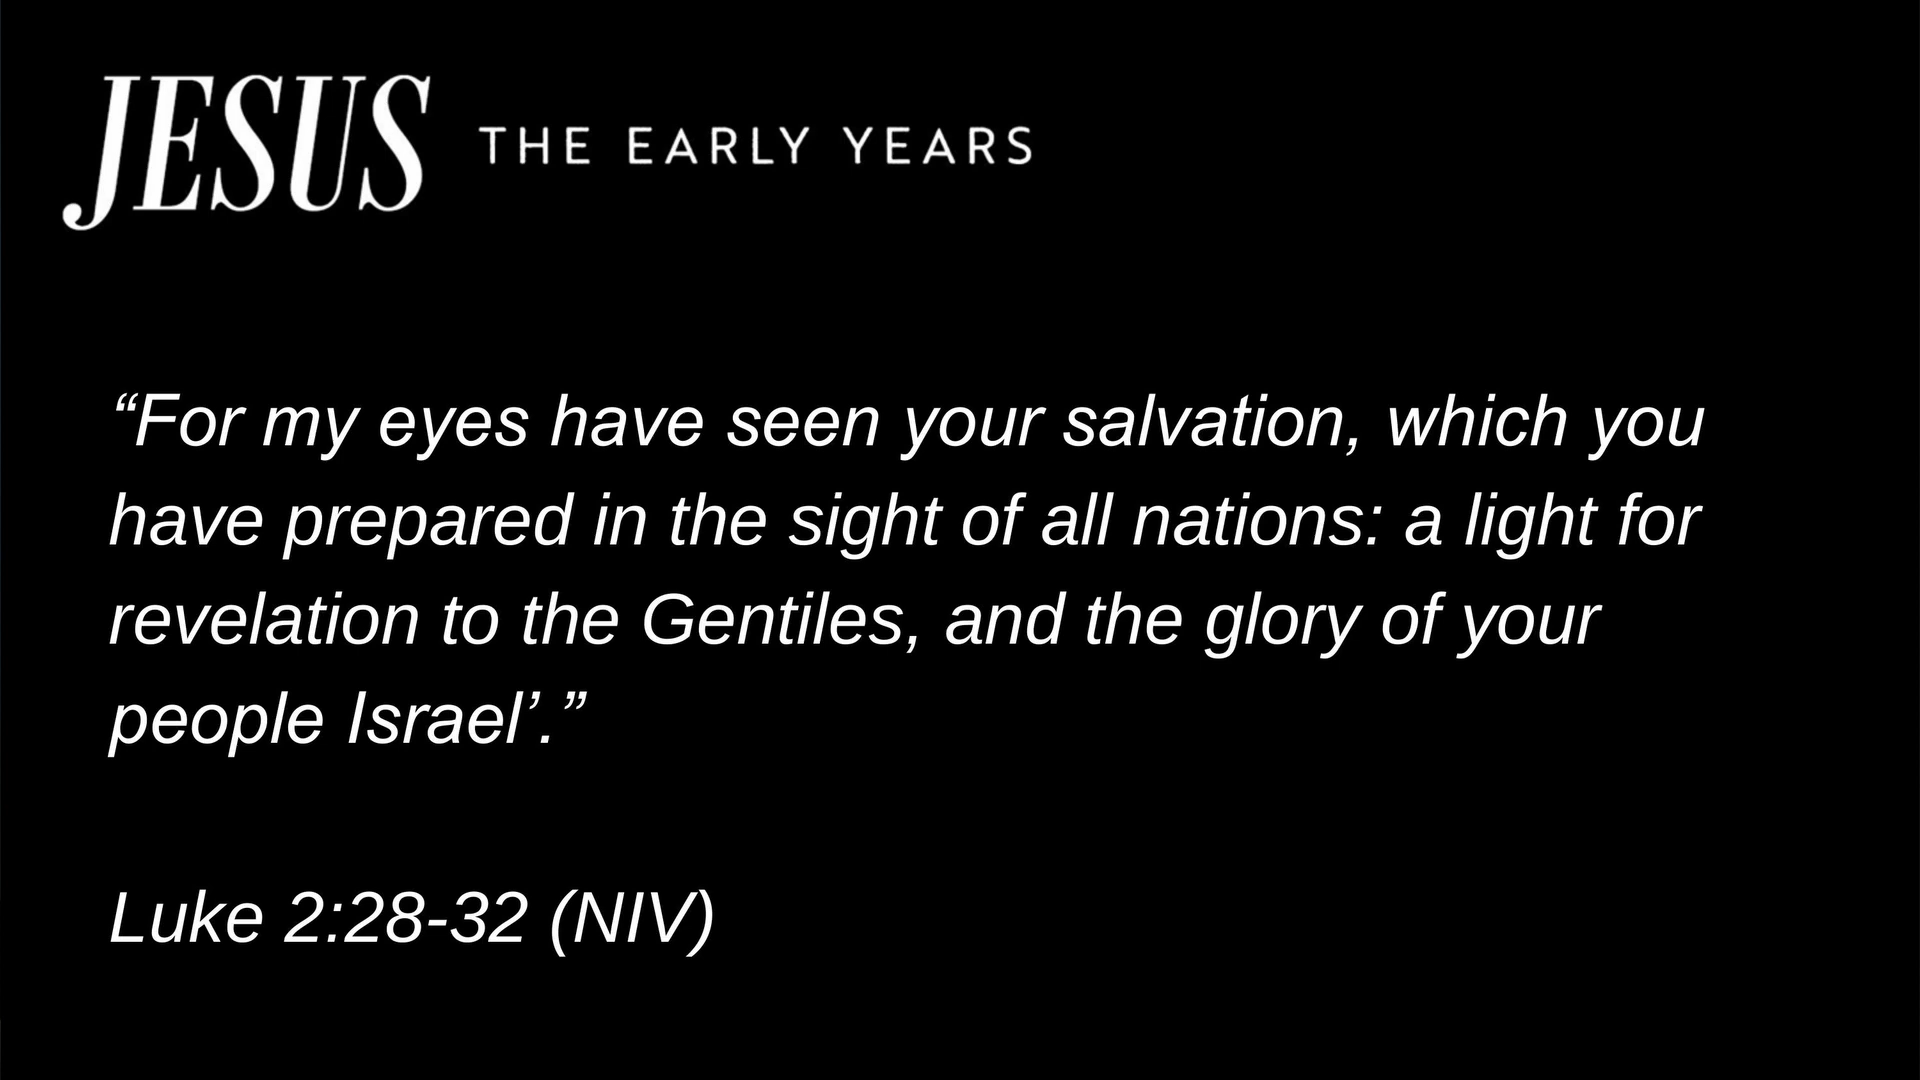 JESUS THE EARLY YEARS
“For my eyes have seen your salvation, which you
have prepared in the sight of all nations: a light for
revelation to the Gentiles, and the glory of your
people Israel’.”
Luke 2:28-32 (NIV)